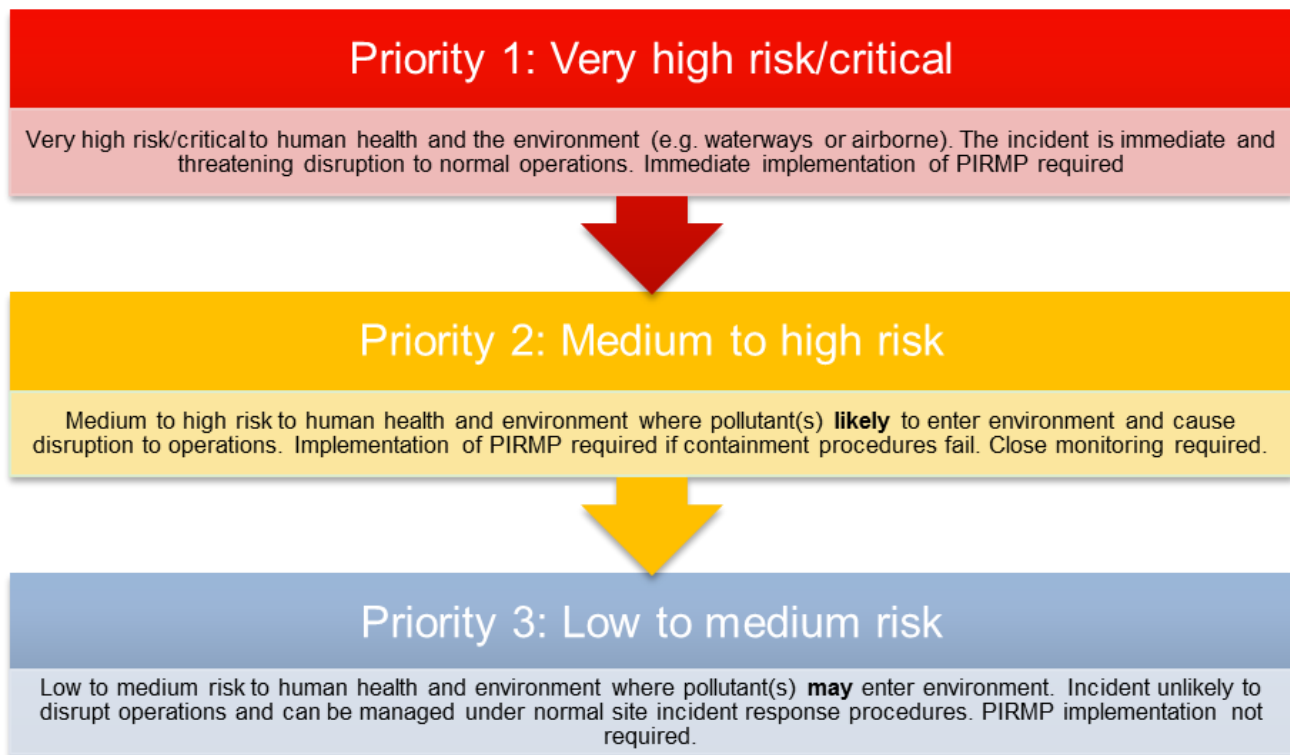 Priority 1: Very high risk/critical
Very high risk/critical to human health and the environment (e.g. waterways or airborne). The incident is immediate and
threatening disruption to normal operations. Immediate implementation of PIRMP required
Priority 2: Medium to high risk
Medium to high risk to human health and environment where pollutant(s) likely to enter environment and cause
disruption to operations. Implementation of PIRMP required if containment procedures fail. Close monitoring required.
Priority 3: Low to medium risk
Low to medium risk to human health and environment where pollutant(s) may enter environment. Incident unlikely to
disrupt operations and can be managed under normal site incident response procedures. PIRMP implementation not
required.